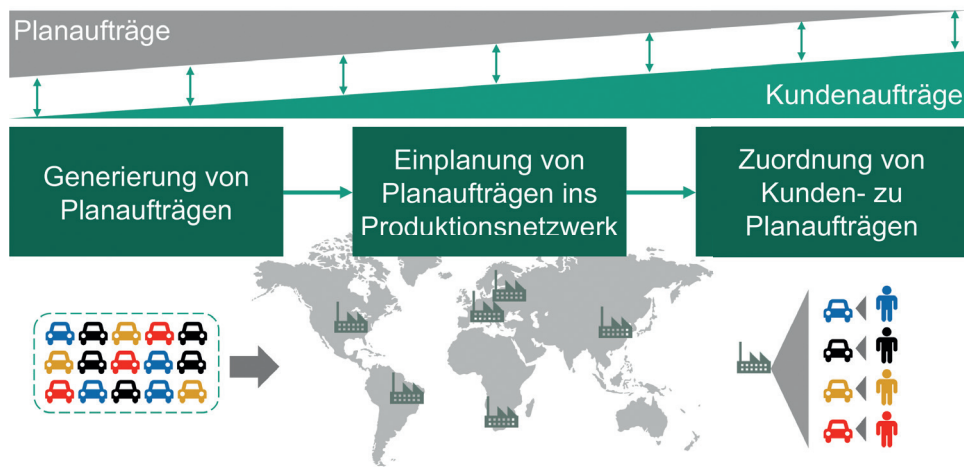 Planaufträge
Kundenaufträge
Generierung von
Planaufträgen
Einplanung von
Planaufträgen ins
Produktionsnetzwerk
Zuordnung von
Kunden- zu
Planaufträgen